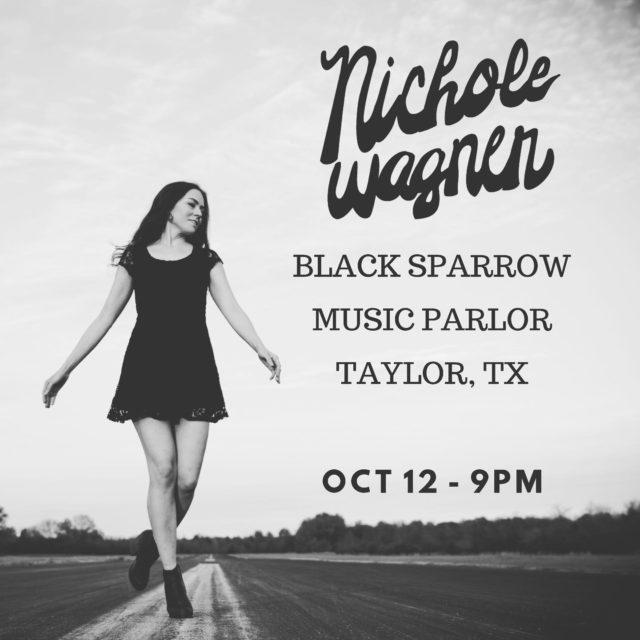 Nichole
Wagner
BLACK SPARROW
MUSIC PARLOR
TAYLOR, TX
OCT 12 - 9PM